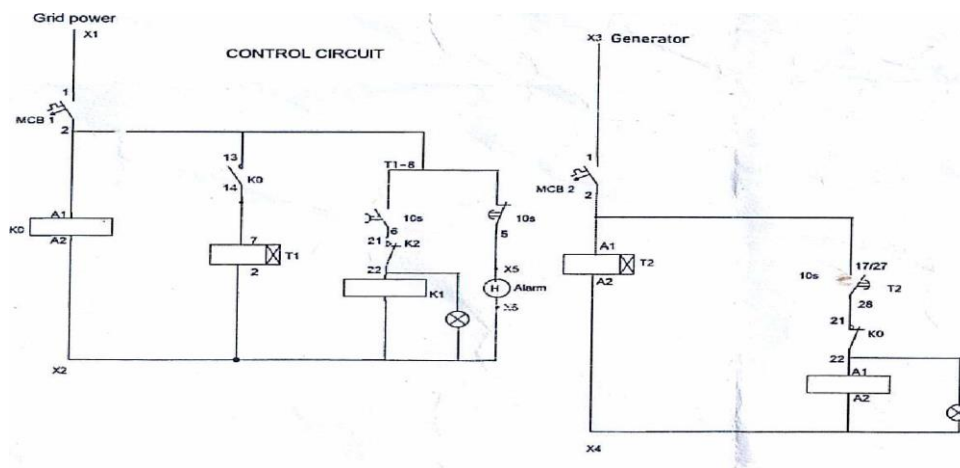 Grid power
X1
CONTROL CIRCUIT
X3 Generator
1
MCB 1
2
13
K0
14
T1-8
10s
6
21 K2
22
K1
10s
5
X5
H Alarm
X6
A1
K0
A2
7
T1
2
X2
1
MCB 2
2
A1
T2
A2
10s
17/27
T2
28
21
K0
22
A1
A2
X4